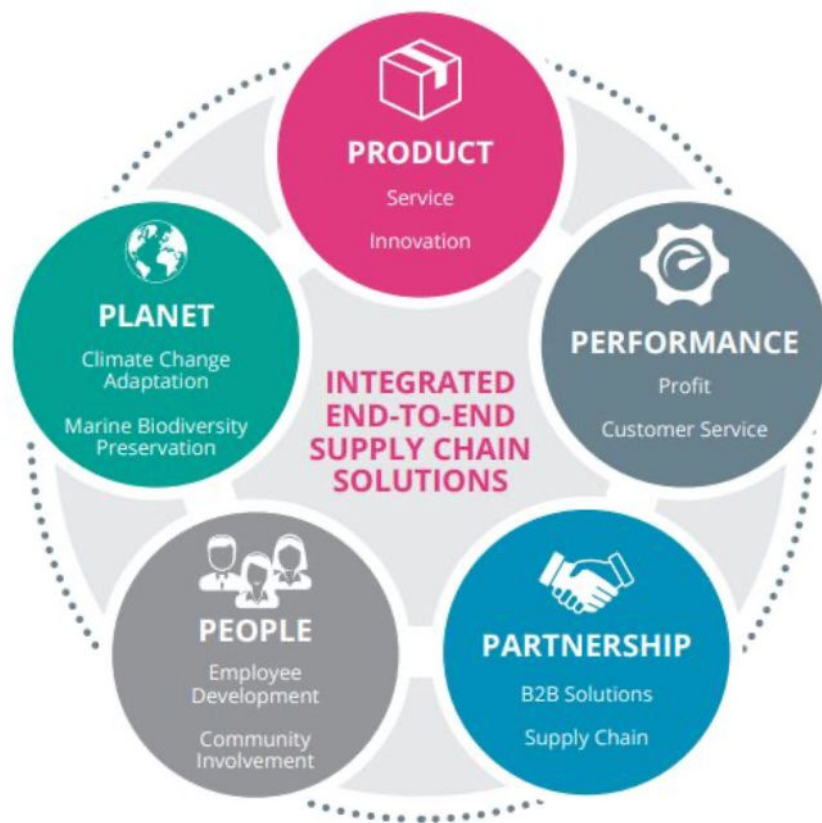 PRODUCT
Service
Innovation
PERFORMANCE
Profit
Customer Service
PARTNERSHIP
B2B Solutions
Supply Chain
PEOPLE
Employee
Development
Community
Involvement
PLANET
Climate Change
Adaptation
Marine Biodiversity
Preservation
INTEGRATED
END-TO-END
SUPPLY CHAIN
SOLUTIONS